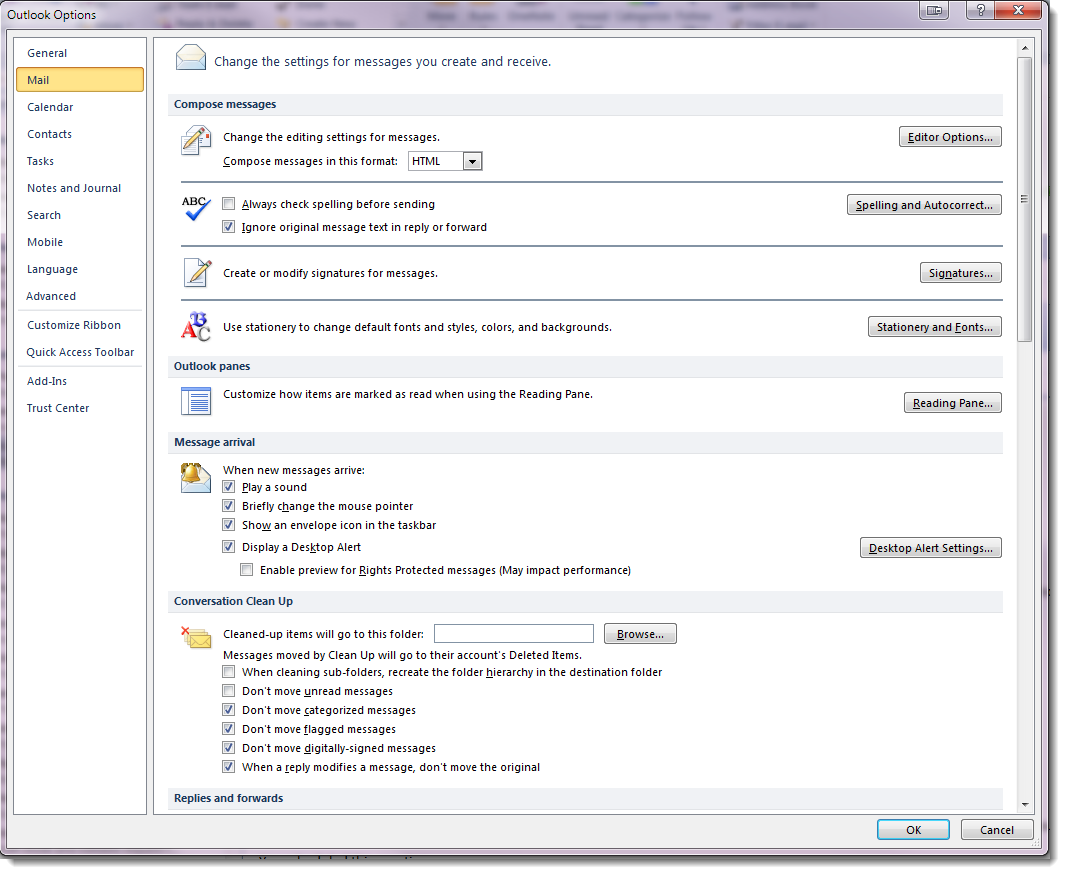 Outlook Options
?
General
Mail
Calendar
Contacts
Tasks
Notes and Journal
Search
Mobile
Language
Advanced
Customize Ribbon
Quick Access Toolbar
Add-Ins
Trust Center
Change the settings for messages you create and receive.
Compose messages
Change the editing settings for messages.
Editor Options...
Compose messages in this format: HTML
ABC
Always check spelling before sending
Spelling and Autocorrect...
Ignore original message text in reply or forward
Create or modify signatures for messages.
Signatures...
Use stationery to change default fonts and styles, colors, and backgrounds.
Stationery and Fonts...
Outlook panes
Customize how items are marked as read when using the Reading Pane.
Reading Pane...
Message arrival
When new messages arrive:
Play a sound
Briefly change the mouse pointer
Show an envelope icon in the taskbar
Display a Desktop Alert
Desktop Alert Settings...
Enable preview for Rights Protected messages (May impact performance)
Conversation Clean Up
Cleaned-up items will go to this folder:
Browse...
Messages moved by Clean Up will go to their account's Deleted Items.
When cleaning sub-folders, recreate the folder hierarchy in the destination folder
Don't move unread messages
Don't move categorized messages
Don't move flagged messages
Don't move digitally-signed messages
When a reply modifies a message, don't move the original
Replies and forwards
OK
Cancel